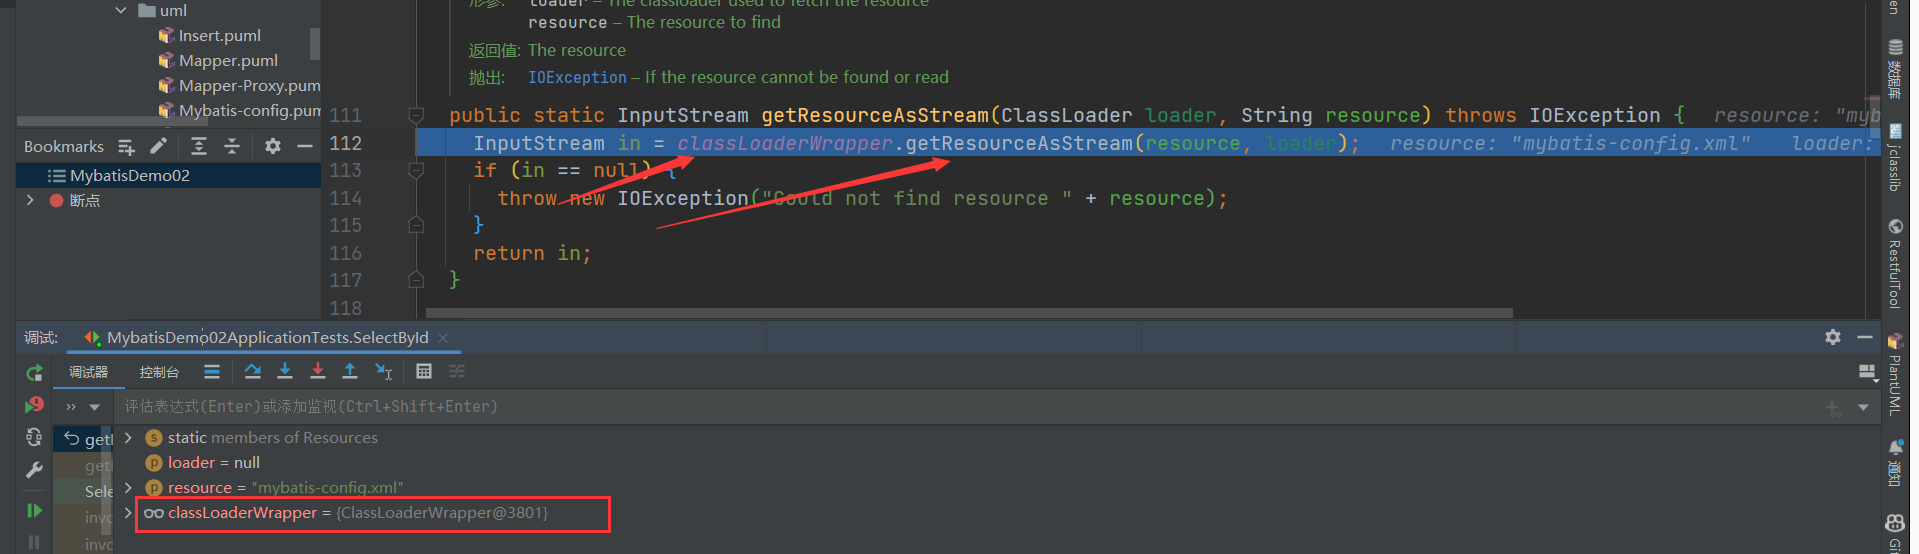 uml
Insert.puml
Mapper.puml
Mapper-Proxy.pum
Mybatis-config.pum
Bookmarks
MybatisDemo02
断点
形参: loader – The classloader used to fetch the resource
resource – The resource to find
返回值: The resource
抛出: IOException – If the resource cannot be found or read
111 public static InputStream getResourceAsStream(ClassLoader loader, String resource) throws IOException { resource: "myb
112 InputStream in = classLoaderWrapper.getResourceAsStream(resource, loader); resource: "mybatis-config.xml" loader:
113 if (in == null) {
114 throw new IOException("Could not find resource " + resource);
115 }
116 return in;
117 }
118
调试: MybatisDemo02ApplicationTests.SelectById
调试器 控制台
评估表达式(Enter)或添加监视(Ctrl+Shift+Enter)
getl
getl
Sele
invc
invc
static members of Resources
loader = null
resource = "mybatis-config.xml"
classLoaderWrapper = {ClassLoaderWrapper@3801}
en
数据库
jclasslib
RestfulTool
PlantUML
通知
Git